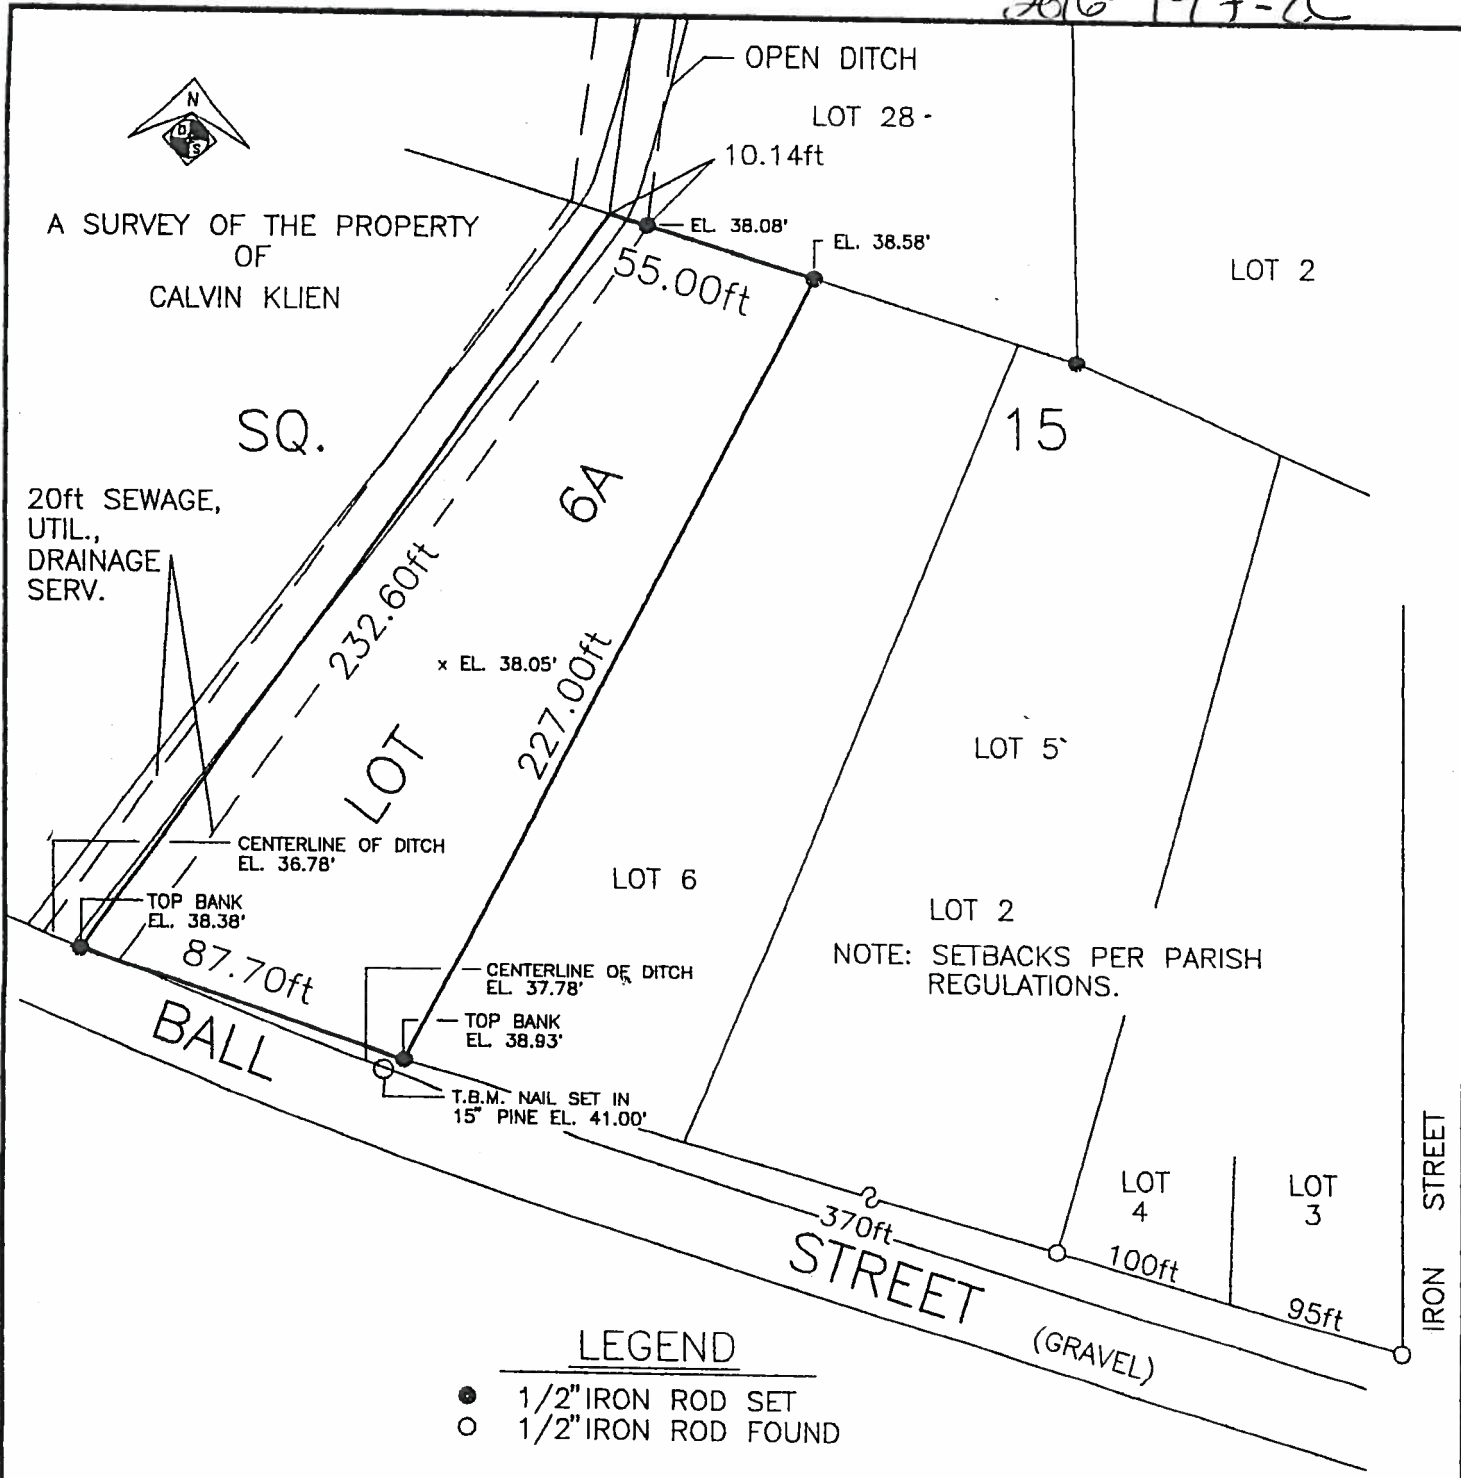 OPEN DITCH
LOT 28
10.14ft
N
D
S
A SURVEY OF THE PROPERTY
OF
CALVIN KLIEN
EL. 38.08'
EL. 38.58'
LOT 2
55.00ft
SQ.
15
20ft SEWAGE,
UTIL.,
DRAINAGE
SERV.
6A
232.60ft
x EL. 38.05'
227.00ft
LOT
LOT 5
CENTERLINE OF DITCH
EL. 36.78'
LOT 6
TOP BANK
EL. 38.38'
LOT 2
87.70ft
NOTE: SETBACKS PER PARISH
REGULATIONS.
CENTERLINE OF DITCH
EL. 37.78'
TOP BANK
EL. 38.93'
BALL
T.B.M. NAIL SET IN
15" PINE EL. 41.00'
LOT
4
LOT
3
370ft
STREET
100ft
95ft
IRON STREET
(GRAVEL)
LEGEND
1/2" IRON ROD SET
1/2" IRON ROD FOUND